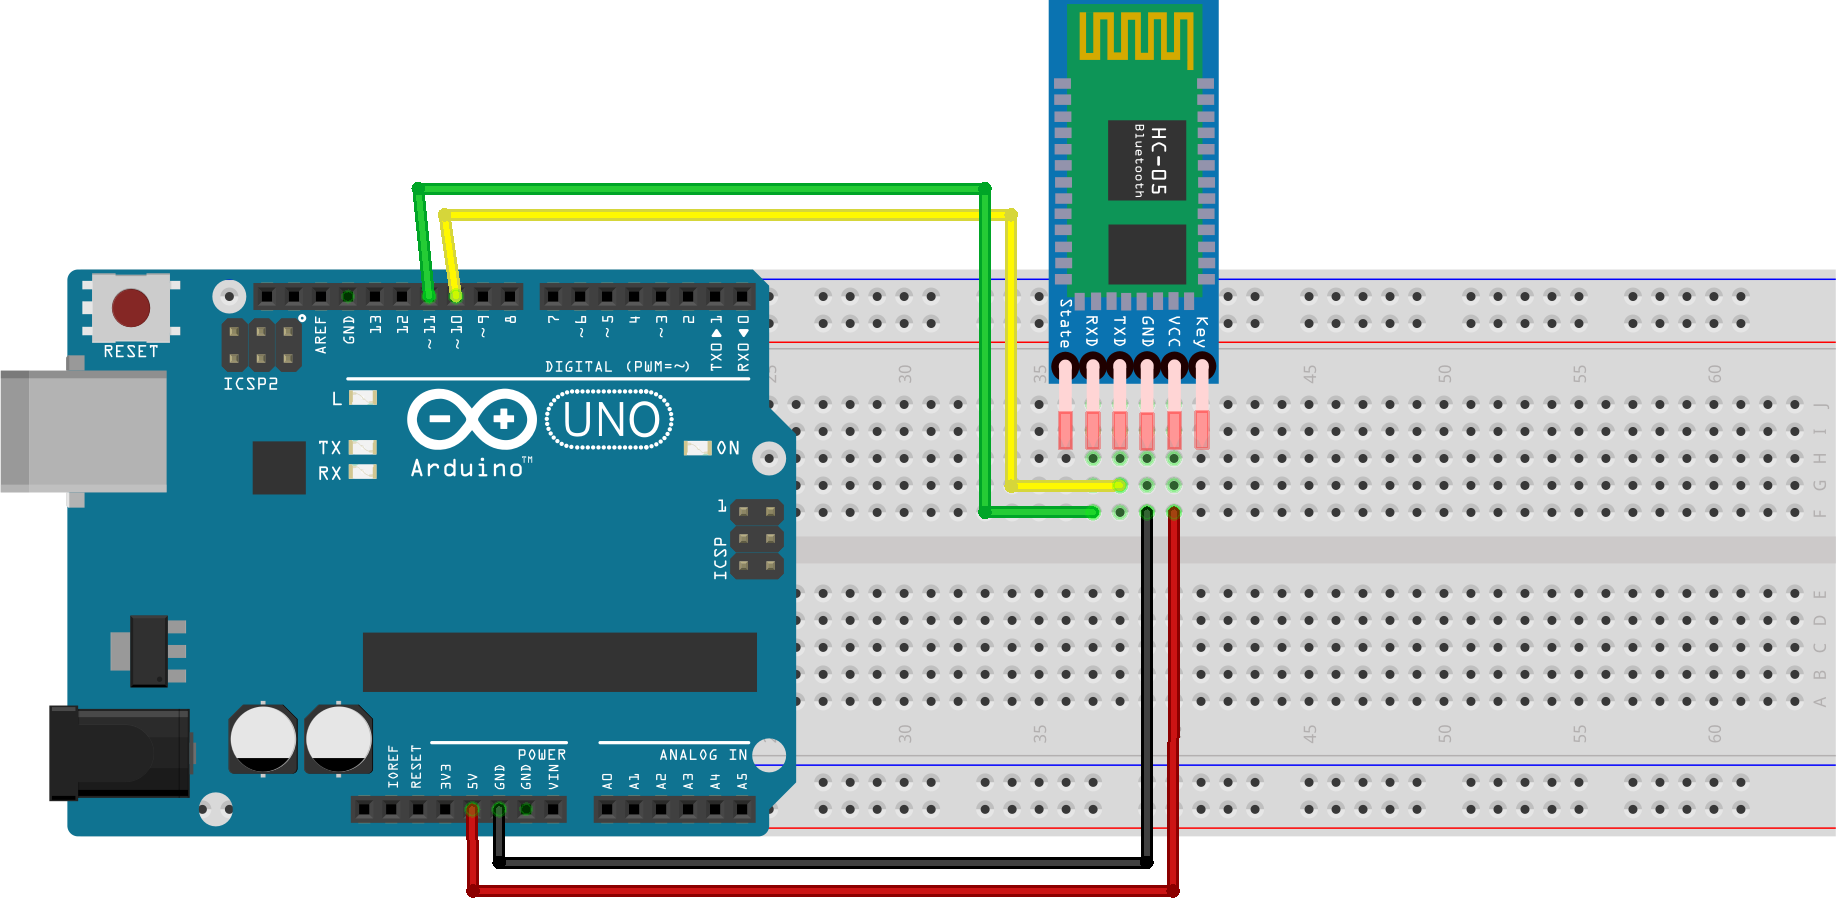 HC-05
Bluetooth
State
RXD
TXD
GND
VCC
Key
RESET
ICSP2
AREF
GND
13
12
~11
~10
~9
8
7
~6
~5
4
~3
2
TX0▶1
RX0◀0
DIGITAL (PWM=~)
L
TX
RX
UNO
Arduino™
ON
1
ICSP
IOREF
RESET
3V3
5V
GND
GND
VIN
POWER
A0
A1
A2
A3
A4
A5
ANALOG IN
25
30
35
45
50
55
60
J
I
H
G
F
E
D
C
B
A
30
35
45
50
55
60